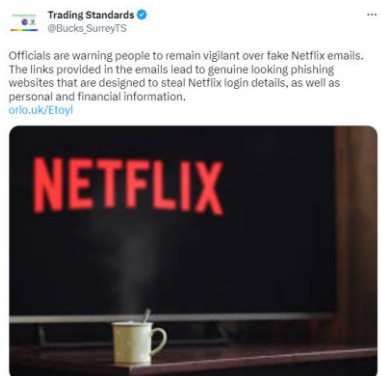 Trading Standards
@Bucks_SurreyTS
Officials are warning people to remain vigilant over fake Netflix emails.
The links provided in the emails lead to genuine looking phishing
websites that are designed to steal Netflix login details, as well as
personal and financial information.
orlo.uk/Etoyl
NETFLIX